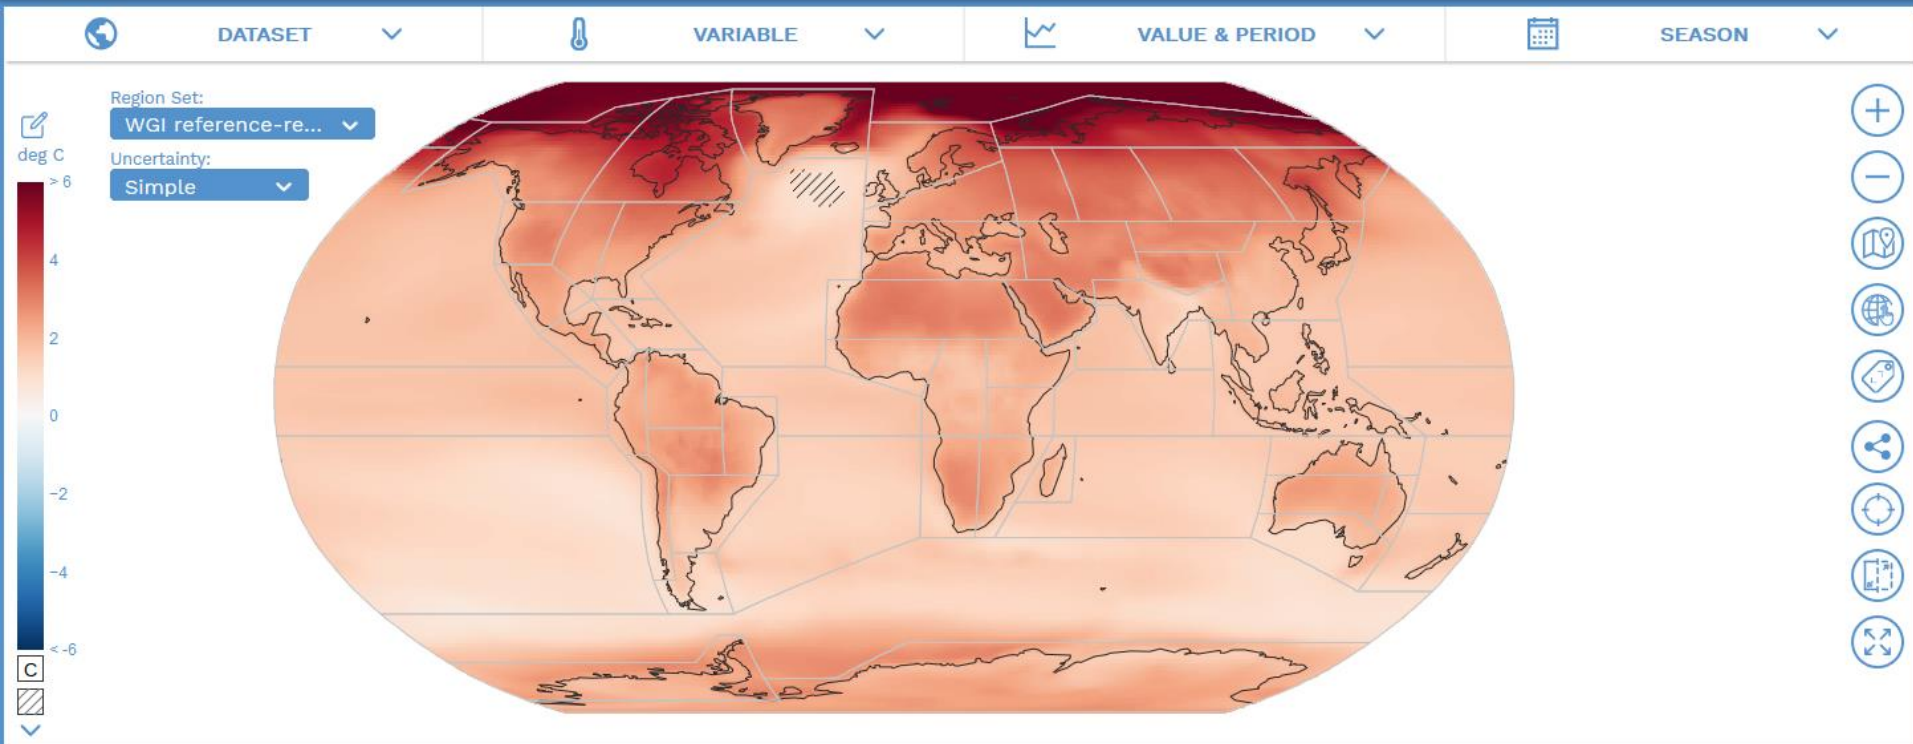 DATASET
VARIABLE
VALUE & PERIOD
SEASON
Region Set:
WGI reference-re...
Uncertainty:
Simple
deg C
> 6
4
2
0
−2
−4
< -6
C